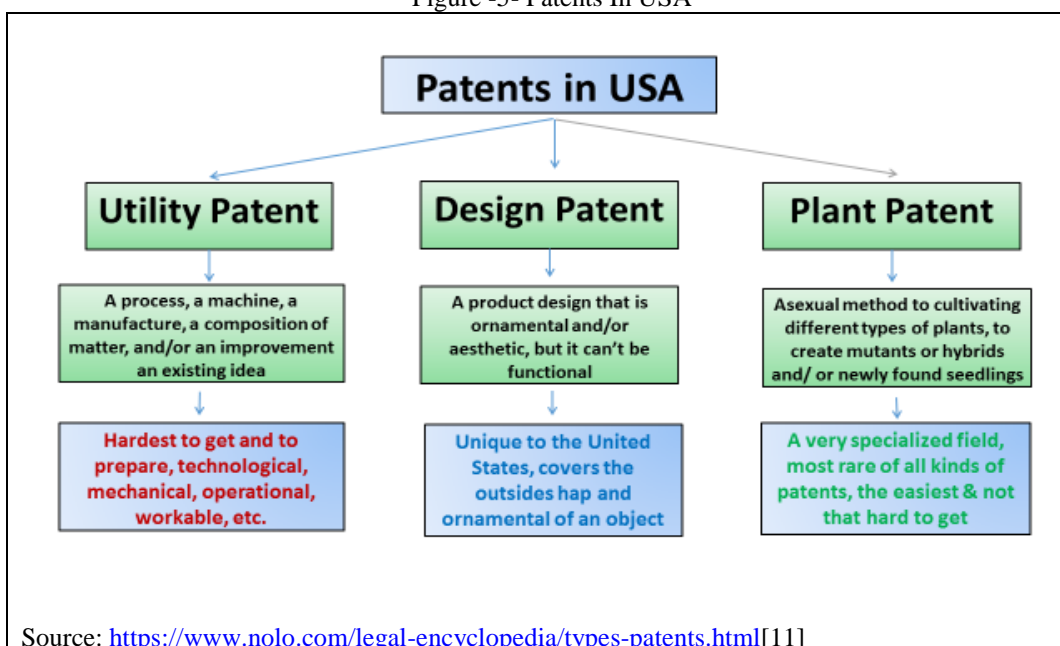 Figure -3- Patents In USA
Patents in USA
Utility Patent
Design Patent
Plant Patent
A process, a machine, a
manufacture, a composition of
matter, and/or an improvement
an existing idea
A product design that is
ornamental and/or
aesthetic, but it can't be
functional
Asexual method to cultivating
different types of plants, to
create mutants or hybrids
and/ or newly found seedlings
Hardest to get and to
prepare, technological,
mechanical, operational,
workable, etc.
Unique to the United
States, covers the
outsides hap and
ornamental of an object
A very specialized field,
most rare of all kinds of
patents, the easiest & not
that hard to get
Source: https://www.nolo.com/legal-encyclopedia/types-patents.html[11]